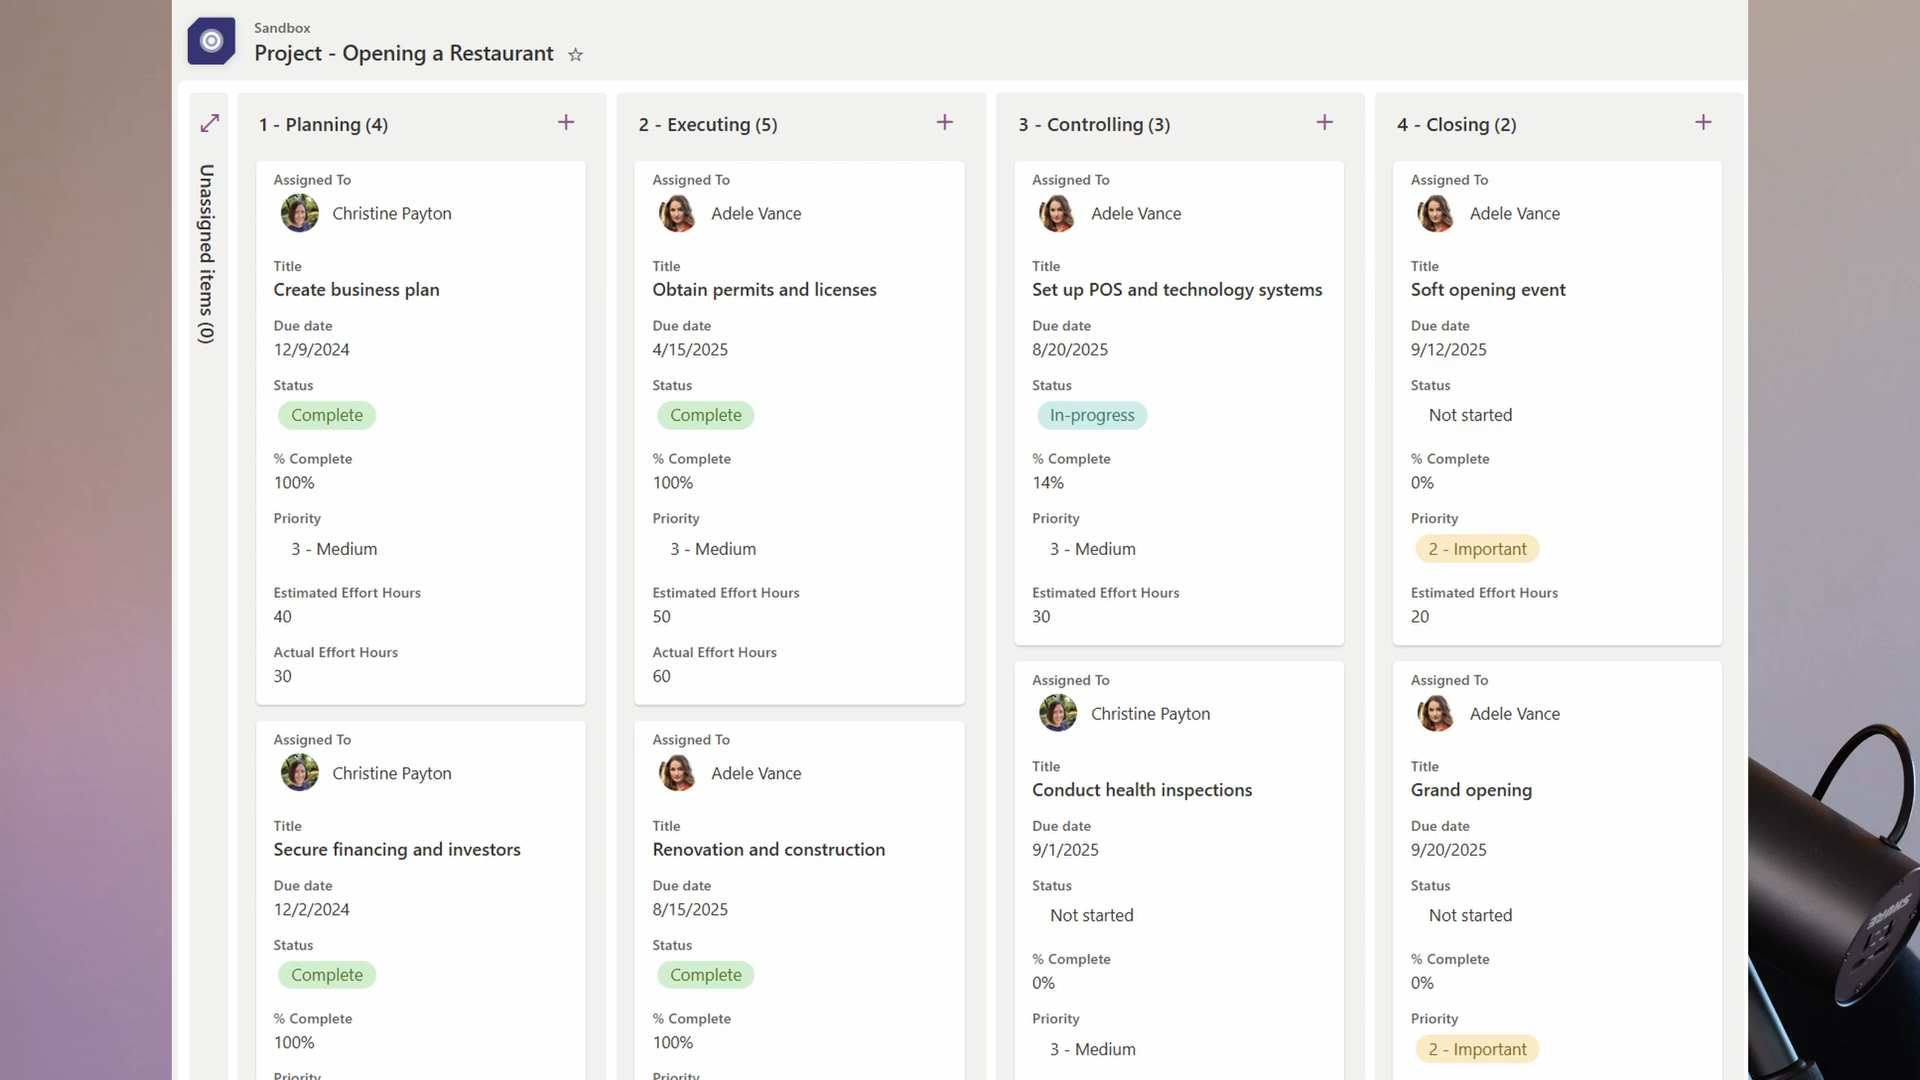 Sandbox
Project - Opening a Restaurant
Unassigned items (0)
1 - Planning (4)
Assigned To
Christine Payton
Title
Create business plan
Due date
12/9/2024
Status
Complete
% Complete
100%
Priority
3 - Medium
Estimated Effort Hours
40
Actual Effort Hours
30
Assigned To
Christine Payton
Title
Secure financing and investors
Due date
12/2/2024
Status
Complete
% Complete
100%
Priority
2 - Executing (5)
Assigned To
Adele Vance
Title
Obtain permits and licenses
Due date
4/15/2025
Status
Complete
% Complete
100%
Priority
3 - Medium
Estimated Effort Hours
50
Actual Effort Hours
60
Assigned To
Adele Vance
Title
Renovation and construction
Due date
8/15/2025
Status
Complete
% Complete
100%
Priority
3 - Controlling (3)
Assigned To
Adele Vance
Title
Set up POS and technology systems
Due date
8/20/2025
Status
In-progress
% Complete
14%
Priority
3 - Medium
Estimated Effort Hours
30
Assigned To
Christine Payton
Title
Conduct health inspections
Due date
9/1/2025
Status
Not started
% Complete
0%
Priority
3 - Medium
4 - Closing (2)
Assigned To
Adele Vance
Title
Soft opening event
Due date
9/12/2025
Status
Not started
% Complete
0%
Priority
2 - Important
Estimated Effort Hours
20
Assigned To
Adele Vance
Title
Grand opening
Due date
9/20/2025
Status
Not started
% Complete
0%
Priority
2 - Important
SHURE